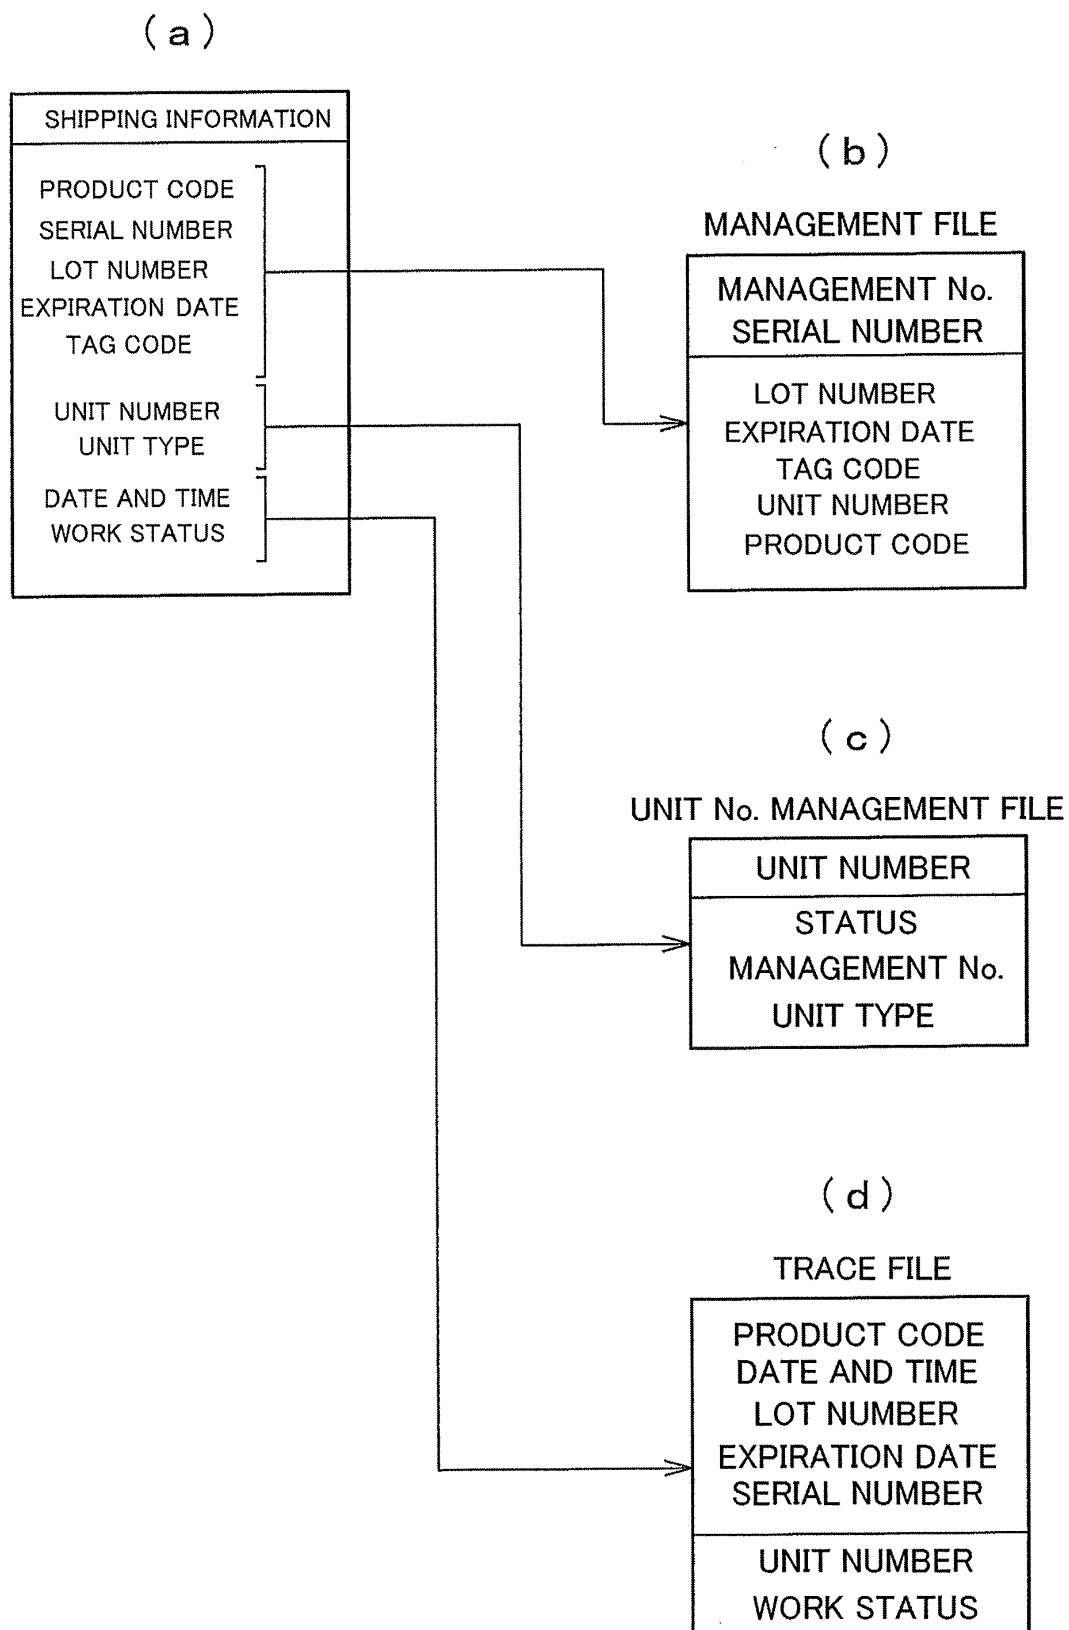 (a)
SHIPPING INFORMATION
PRODUCT CODE
SERIAL NUMBER
LOT NUMBER
EXPIRATION DATE
TAG CODE
UNIT NUMBER
UNIT TYPE
DATE AND TIME
WORK STATUS
(b)
MANAGEMENT FILE
MANAGEMENT No.
SERIAL NUMBER
LOT NUMBER
EXPIRATION DATE
TAG CODE
UNIT NUMBER
PRODUCT CODE
(c)
UNIT No. MANAGEMENT FILE
UNIT NUMBER
STATUS
MANAGEMENT No.
UNIT TYPE
(d)
TRACE FILE
PRODUCT CODE
DATE AND TIME
LOT NUMBER
EXPIRATION DATE
SERIAL NUMBER
UNIT NUMBER
WORK STATUS